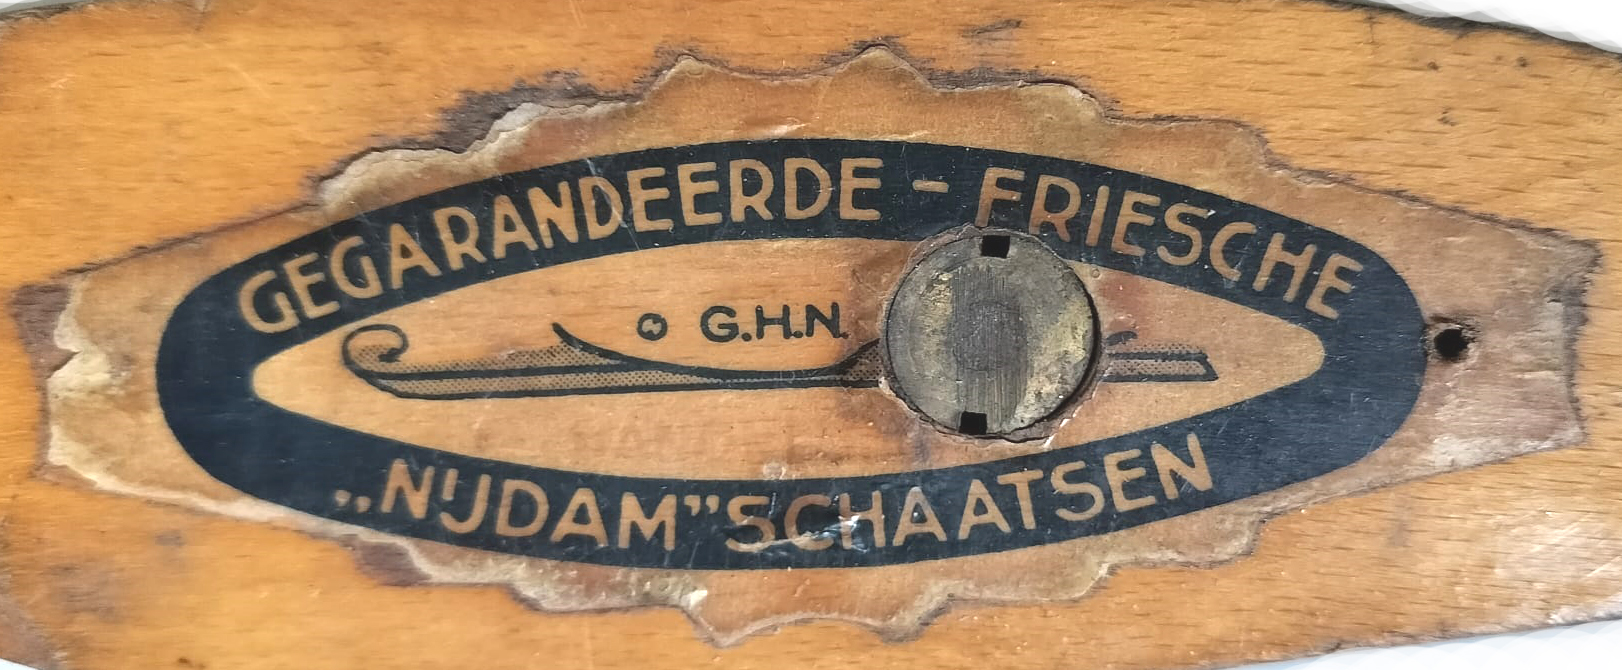 GEGARANDEERDE - FRIESCHE
G.H.N.
„NIJDAM” SCHAATSEN